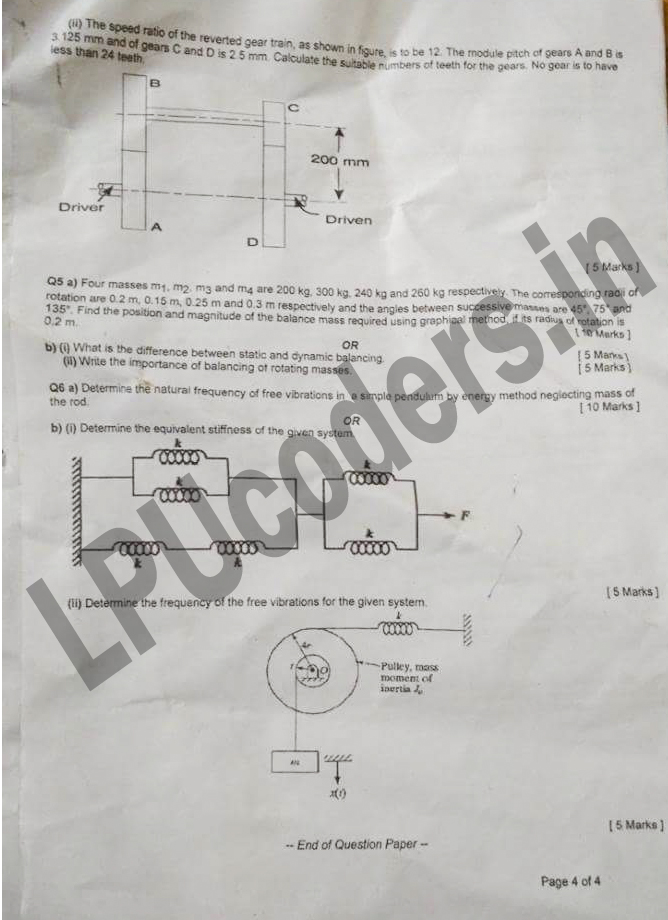 (ii) The speed ratio of the reverted gear train, as shown in figure, is to be 12. The module pitch of gears A and B is
3.125 mm and of gears C and D is 2.5 mm. Calculate the suitable numbers of teeth for the gears. No gear is to have
less than 24 teeth.
B
C
200 mm
Driver
Driven
A
D
[ 5 Marks ]
Q5 a) Four masses m1, m2, m3 and m4 are 200 kg, 300 kg, 240 kg and 260 kg respectively. The corresponding radii of
rotation are 0.2 m, 0.15 m, 0.25 m and 0.3 m respectively and the angles between successive masses are 45°, 75° and
135°. Find the position and magnitude of the balance mass required using graphical method, if its radius of rotation is
0.2 m.
[ 10 Marks ]
OR
b) (i) What is the difference between static and dynamic balancing.
[ 5 Marks ]
(ii) Write the importance of balancing of rotating masses.
[ 5 Marks ]
Q6 a) Determine the natural frequency of free vibrations in a simple pendulum by energy method neglecting mass of
the rod.
[ 10 Marks ]
OR
b) (i) Determine the equivalent stiffness of the given system.
k
k
k
k
k
k
F
[ 5 Marks ]
(ii) Determine the frequency of the free vibrations for the given system.
k
4r
r
O
Pulley, mass
moment of
inertia J₀
x(t)
[ 5 Marks ]
-- End of Question Paper --
Page 4 of 4
LPUcoders.in